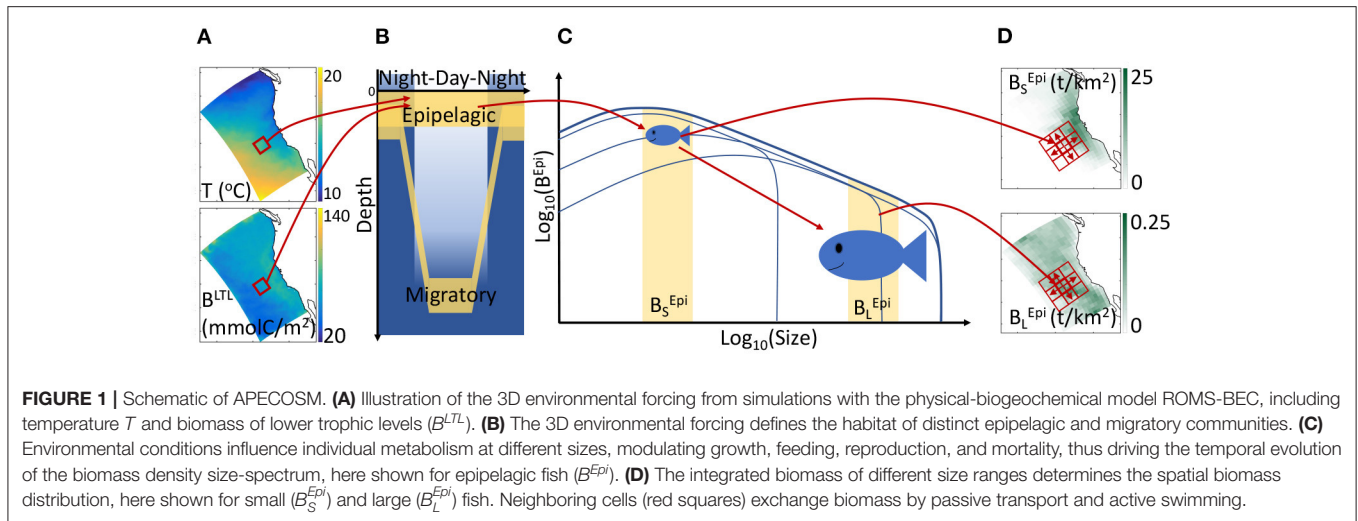 A
B
C
D
20
T (°C)
10
140
B^LTL
(mmolC/m²)
20
Night-Day-Night
0
Epipelagic
Depth
Migratory
Log₁₀(B^Epi)
B_S^Epi
B_L^Epi
Log₁₀(Size)
B_S^Epi (t/km²)
25
0
0.25
B_L^Epi (t/km²)
0
FIGURE 1 | Schematic of APECOSM. (A) Illustration of the 3D environmental forcing from simulations with the physical-biogeochemical model ROMS-BEC, including
temperature T and biomass of lower trophic levels (B^LTL). (B) The 3D environmental forcing defines the habitat of distinct epipelagic and migratory communities. (C)
Environmental conditions influence individual metabolism at different sizes, modulating growth, feeding, reproduction, and mortality, thus driving the temporal evolution
of the biomass density size-spectrum, here shown for epipelagic fish (B^Epi). (D) The integrated biomass of different size ranges determines the spatial biomass
distribution, here shown for small (B_S^Epi) and large (B_L^Epi) fish. Neighboring cells (red squares) exchange biomass by passive transport and active swimming.